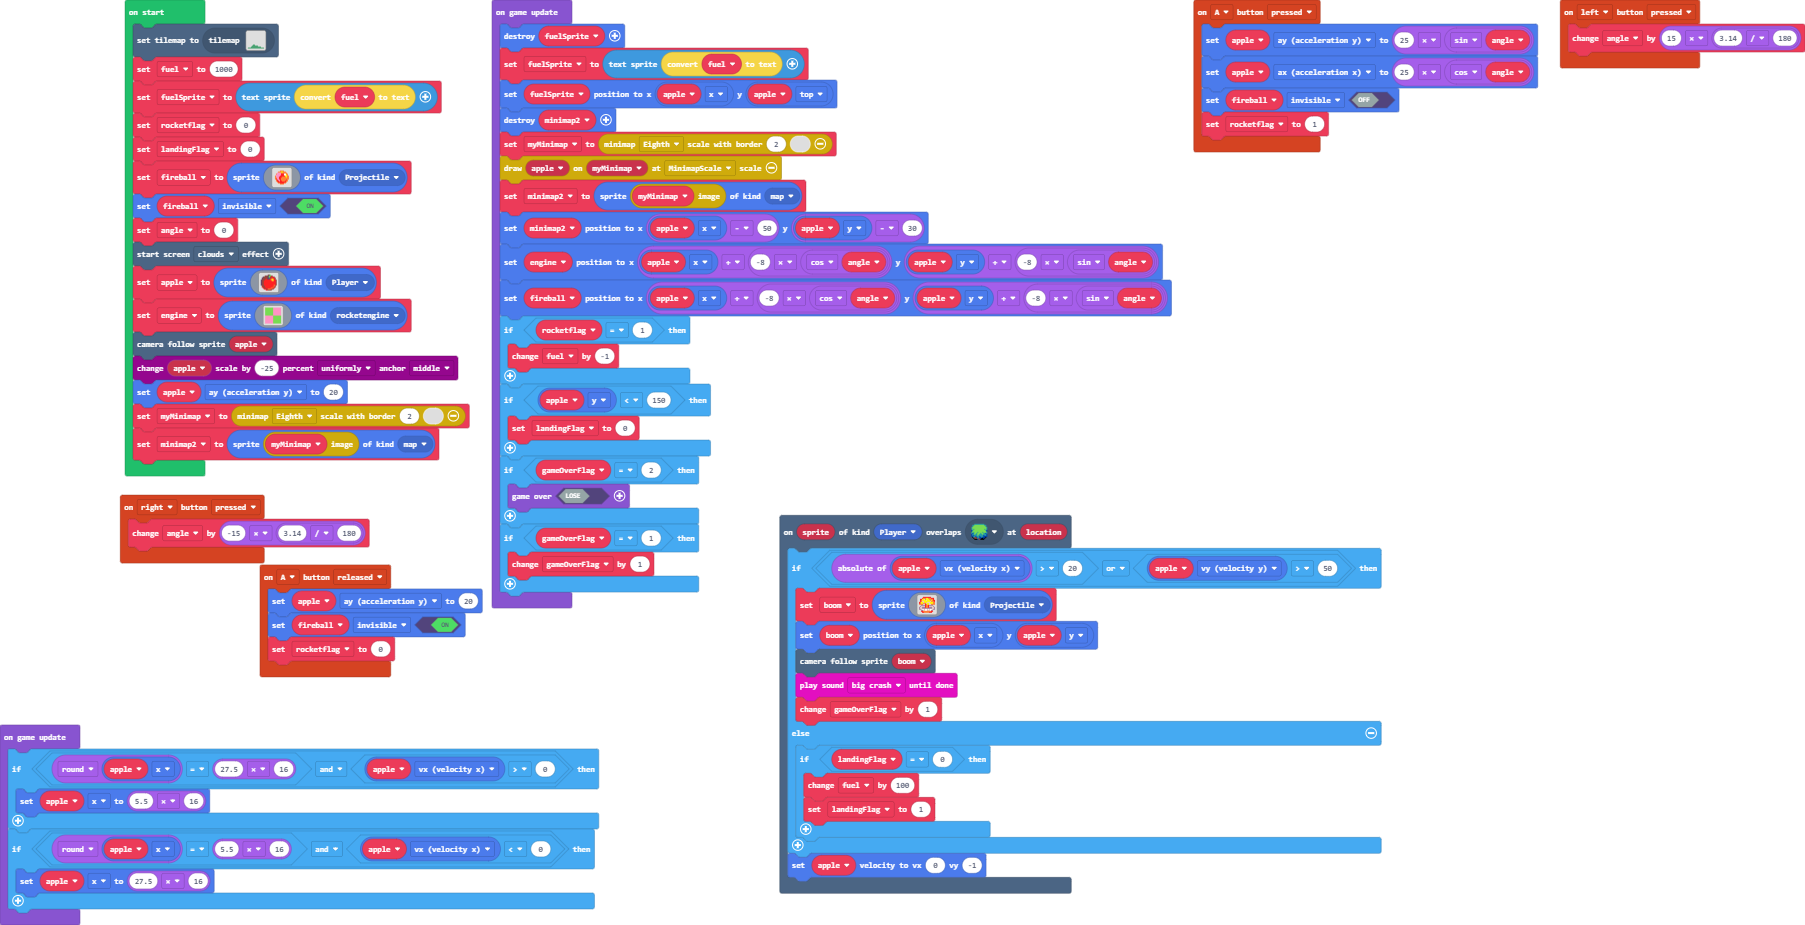 on start
set tilemap to tilemap
set fuel to 1000
set fuelSprite to text sprite convert fuel to text
set rocketflag to 0
set landingFlag to 0
set fireball to sprite of kind Projectile
set fireball invisible ON
set angle to 0
start screen clouds effect
set apple to sprite of kind Player
set engine to sprite of kind rocketengine
camera follow sprite apple
change apple scale by -25 percent uniformly anchor middle
set apple ay (acceleration y) to 20
set myMinimap to minimap Eighth scale with border 2
set minimap2 to sprite myMinimap image of kind map
on right button pressed
change angle by -15 × 3.14 / 180
on A button released
set apple ay (acceleration y) to 20
set fireball invisible ON
set rocketflag to 0
on game update
if round apple x = 27.5 × 16 and apple vx (velocity x) > 0 then
set apple x to 5.5 × 16
if round apple x = 5.5 × 16 and apple vx (velocity x) < 0 then
set apple x to 27.5 × 16
on game update
destroy fuelSprite
set fuelSprite to text sprite convert fuel to text
set fuelSprite position to x apple x y apple top
destroy minimap2
set myMinimap to minimap Eighth scale with border 2
draw apple on myMinimap at MinimapScale scale
set minimap2 to sprite myMinimap image of kind map
set minimap2 position to x apple x - 50 y apple y - 30
set engine position to x apple x + -8 × cos angle y apple y + -8 × sin angle
set fireball position to x apple x + -8 × cos angle y apple y + -8 × sin angle
if rocketflag = 1 then
change fuel by -1
if apple y < 150 then
set landingFlag to 0
if gameOverFlag = 2 then
game over LOSE
if gameOverFlag = 1 then
change gameOverFlag by 1
on A button pressed
set apple ay (acceleration y) to 25 × sin angle
set apple ax (acceleration x) to 25 × cos angle
set fireball invisible OFF
set rocketflag to 1
on left button pressed
change angle by 15 × 3.14 / 180
on sprite of kind Player overlaps at location
if absolute of apple vx (velocity x) > 20 or apple vy (velocity y) > 50 then
set boom to sprite of kind Projectile
set boom position to x apple x y apple y
camera follow sprite boom
play sound big crash until done
change gameOverFlag by 1
else
if landingFlag = 0 then
change fuel by 100
set landingFlag to 1
set apple velocity to vx 0 vy -1